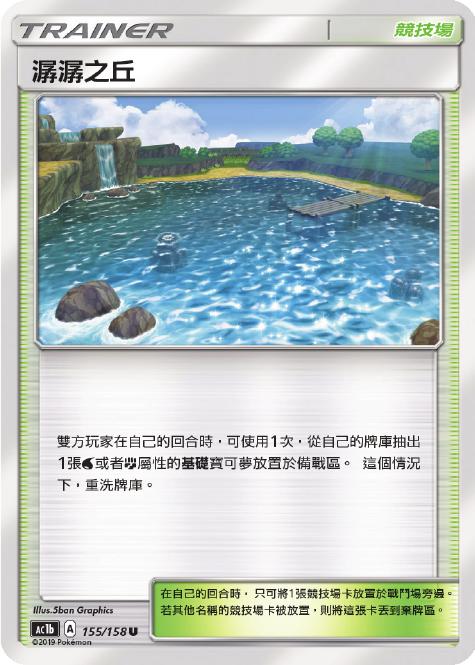 TRAINER
競技場
潺潺之丘
雙方玩家在自己的回合時，可使用1次，從自己的牌庫抽出
1張或者屬性的基礎寶可夢放置於備戰區。 這個情況
下，重洗牌庫。
在自己的回合時，只可將1張競技場卡放置於戰鬥場旁邊。
若其他名稱的競技場卡被放置，則將這張卡丟到棄牌區。
Illus.5ban Graphics
AC1b A 155/158 U
©2019 Pokémon